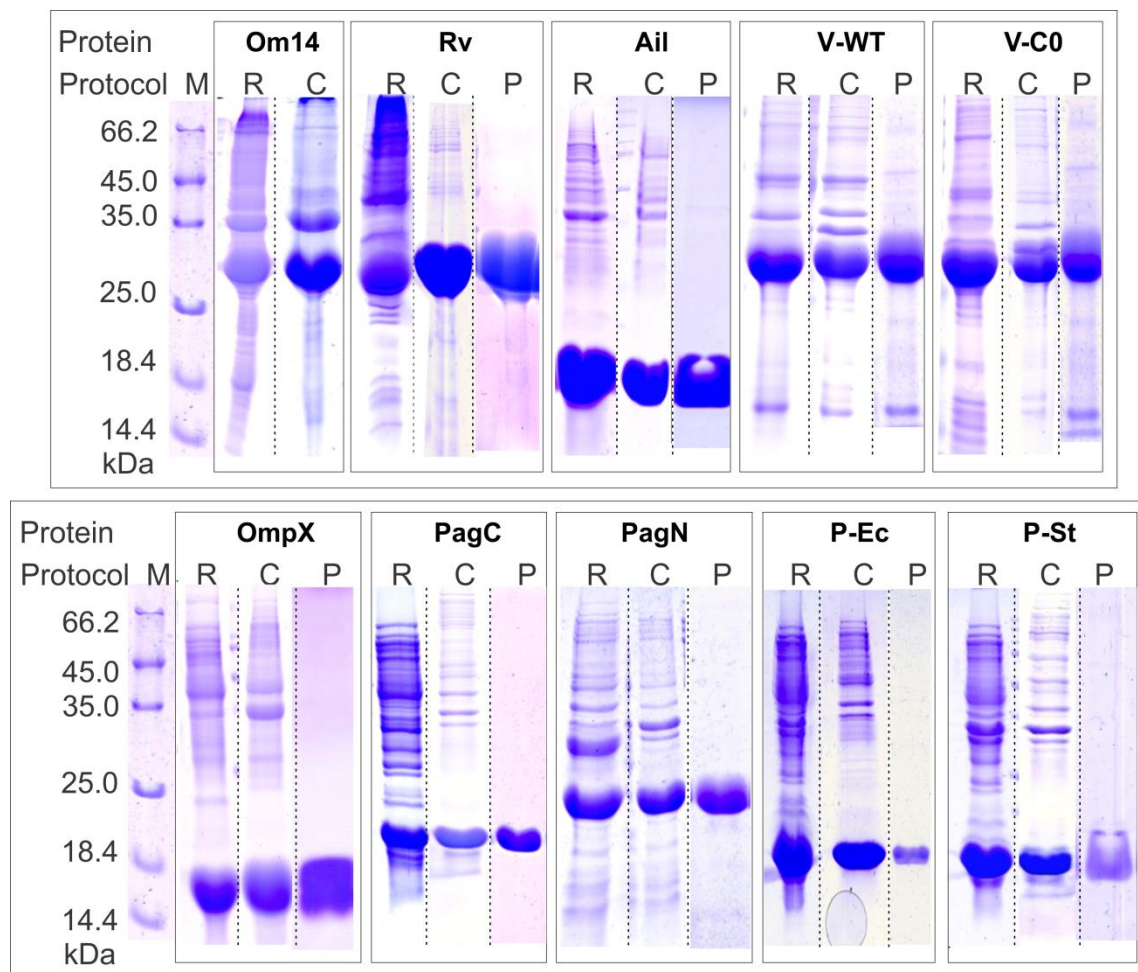 Protein Om14 Rv Ail V-WT V-C0
Protocol M R C R C P R C P R C P R C P
66.2
45.0
35.0
25.0
18.4
14.4
kDa
Protein OmpX PagC PagN P-Ec P-St
Protocol M R C P R C P R C P R C P R C P
66.2
45.0
35.0
25.0
18.4
14.4
kDa